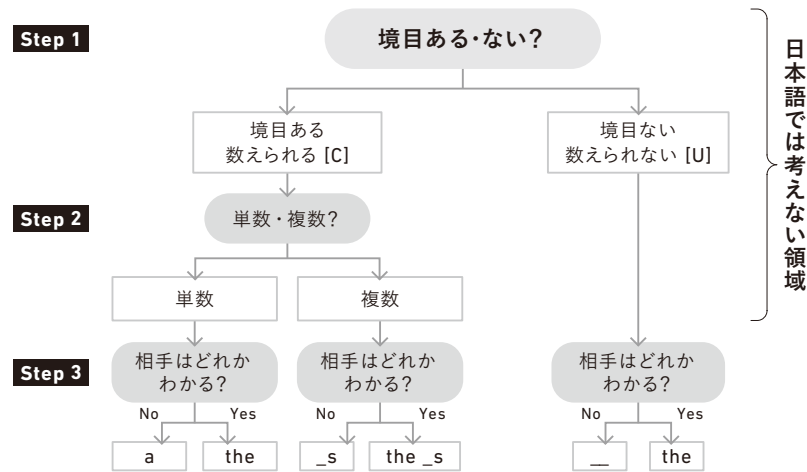 Step 1
境目ある・ない？
境目ある
数えられる [C]
境目ない
数えられない [U]
Step 2
単数・複数？
単数
複数
日本語では考えない領域
Step 3
相手はどれか
わかる？
相手はどれか
わかる？
相手はどれか
わかる？
No
Yes
No
Yes
No
Yes
a
the
_s
the _s
__
the